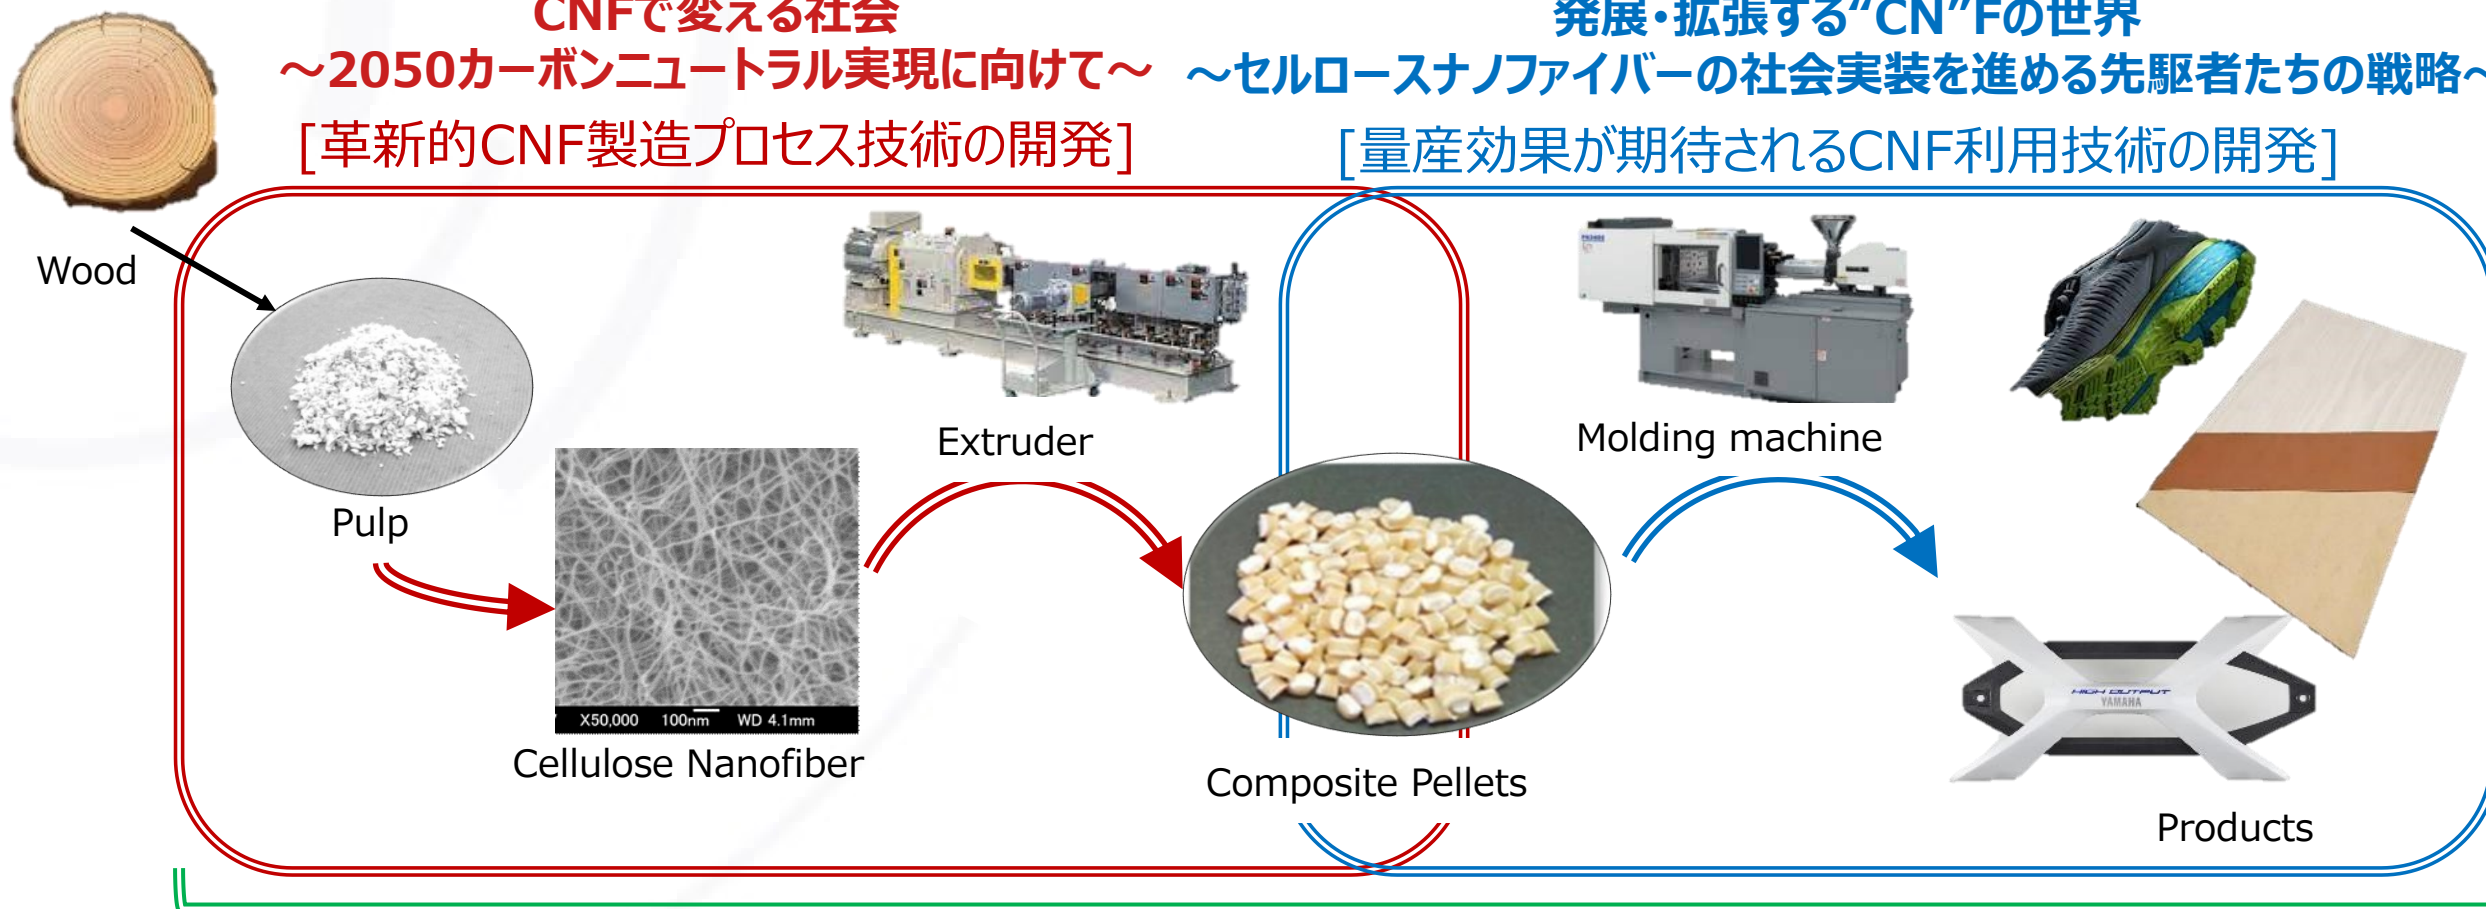 CNFで変える社会
～2050カーボンニュートラル実現に向けて～
[革新的CNF製造プロセス技術の開発]
発展・拡張する“CN”Fの世界
～セルロースナノファイバーの社会実装を進める先駆者たちの戦略～
[量産効果が期待されるCNF利用技術の開発]
Wood
Pulp
Extruder
X50,000 100nm WD 4.1mm
Cellulose Nanofiber
Composite Pellets
Molding machine
HIGH OUTPUT
YAMAHA
Products